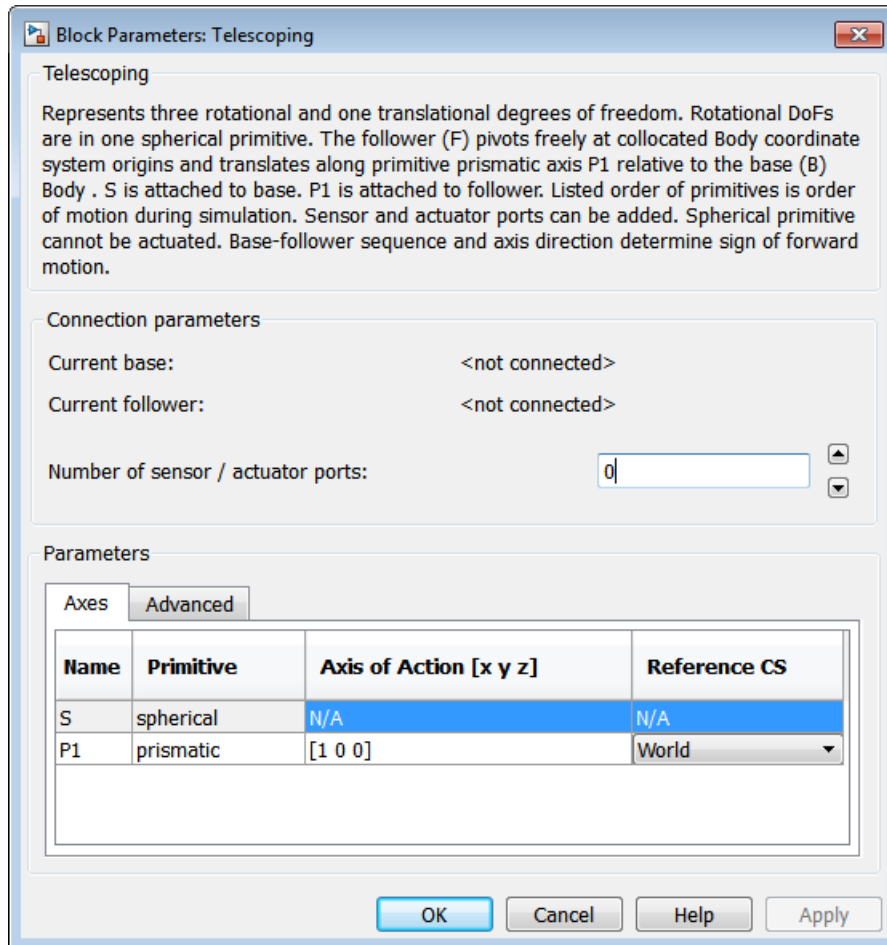 Block Parameters: Telescoping
Telescoping
Represents three rotational and one translational degrees of freedom. Rotational DoFs
are in one spherical primitive. The follower (F) pivots freely at collocated Body coordinate
system origins and translates along primitive prismatic axis P1 relative to the base (B)
Body . S is attached to base. P1 is attached to follower. Listed order of primitives is order
of motion during simulation. Sensor and actuator ports can be added. Spherical primitive
cannot be actuated. Base-follower sequence and axis direction determine sign of forward
motion.
Connection parameters
Current base: <not connected>
Current follower: <not connected>
Number of sensor / actuator ports: 0
Parameters
Axes Advanced
Name Primitive Axis of Action [x y z] Reference CS
S spherical N/A N/A
P1 prismatic [1 0 0] World
OK Cancel Help Apply